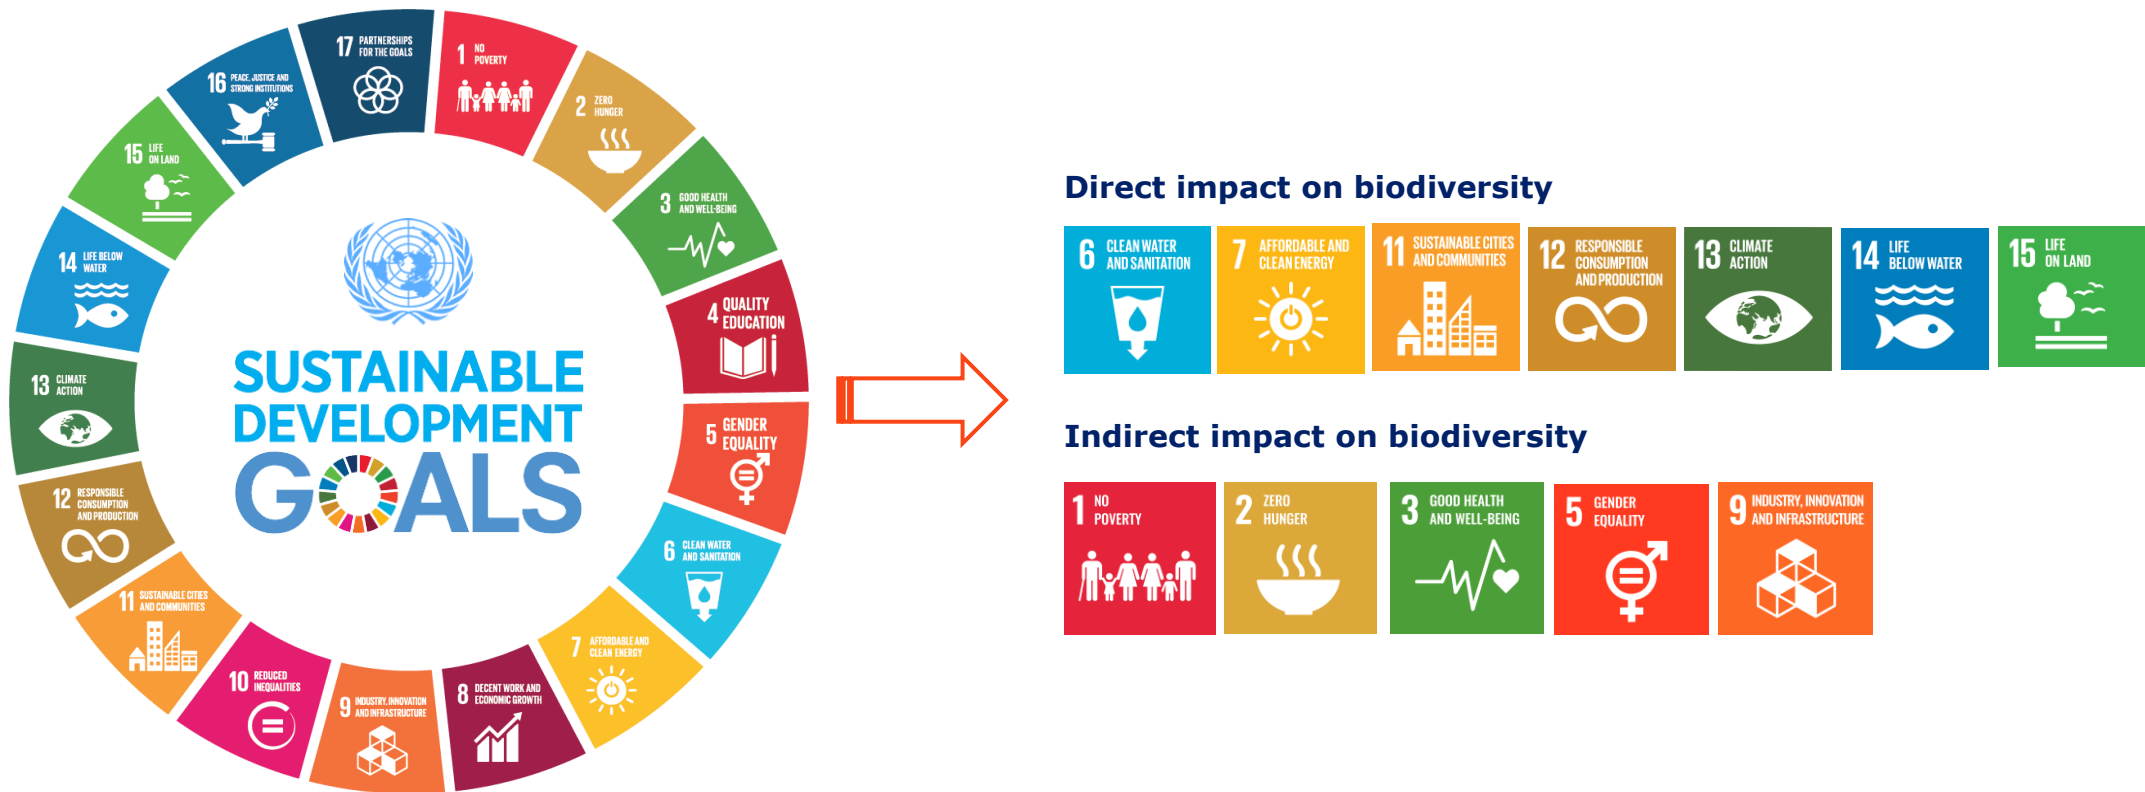 17 PARTNERSHIPS
FOR THE GOALS
1 NO
POVERTY
2 ZERO
HUNGER
3 GOOD HEALTH
AND WELL-BEING
4 QUALITY
EDUCATION
5 GENDER
EQUALITY
6 CLEAN WATER
AND SANITATION
7 AFFORDABLE AND
CLEAN ENERGY
8 DECENT WORK AND
ECONOMIC GROWTH
9 INDUSTRY, INNOVATION
AND INFRASTRUCTURE
10 REDUCED
INEQUALITIES
11 SUSTAINABLE CITIES
AND COMMUNITIES
12 RESPONSIBLE
CONSUMPTION
AND PRODUCTION
13 CLIMATE
ACTION
14 LIFE BELOW
WATER
15 LIFE
ON LAND
16 PEACE, JUSTICE AND
STRONG INSTITUTIONS
SUSTAINABLE
DEVELOPMENT
GOALS
Direct impact on biodiversity
6 CLEAN WATER
AND SANITATION
7 AFFORDABLE AND
CLEAN ENERGY
11 SUSTAINABLE CITIES
AND COMMUNITIES
12 RESPONSIBLE
CONSUMPTION
AND PRODUCTION
13 CLIMATE
ACTION
14 LIFE
BELOW WATER
15 LIFE
ON LAND
Indirect impact on biodiversity
1 NO
POVERTY
2 ZERO
HUNGER
3 GOOD HEALTH
AND WELL-BEING
5 GENDER
EQUALITY
9 INDUSTRY, INNOVATION
AND INFRASTRUCTURE